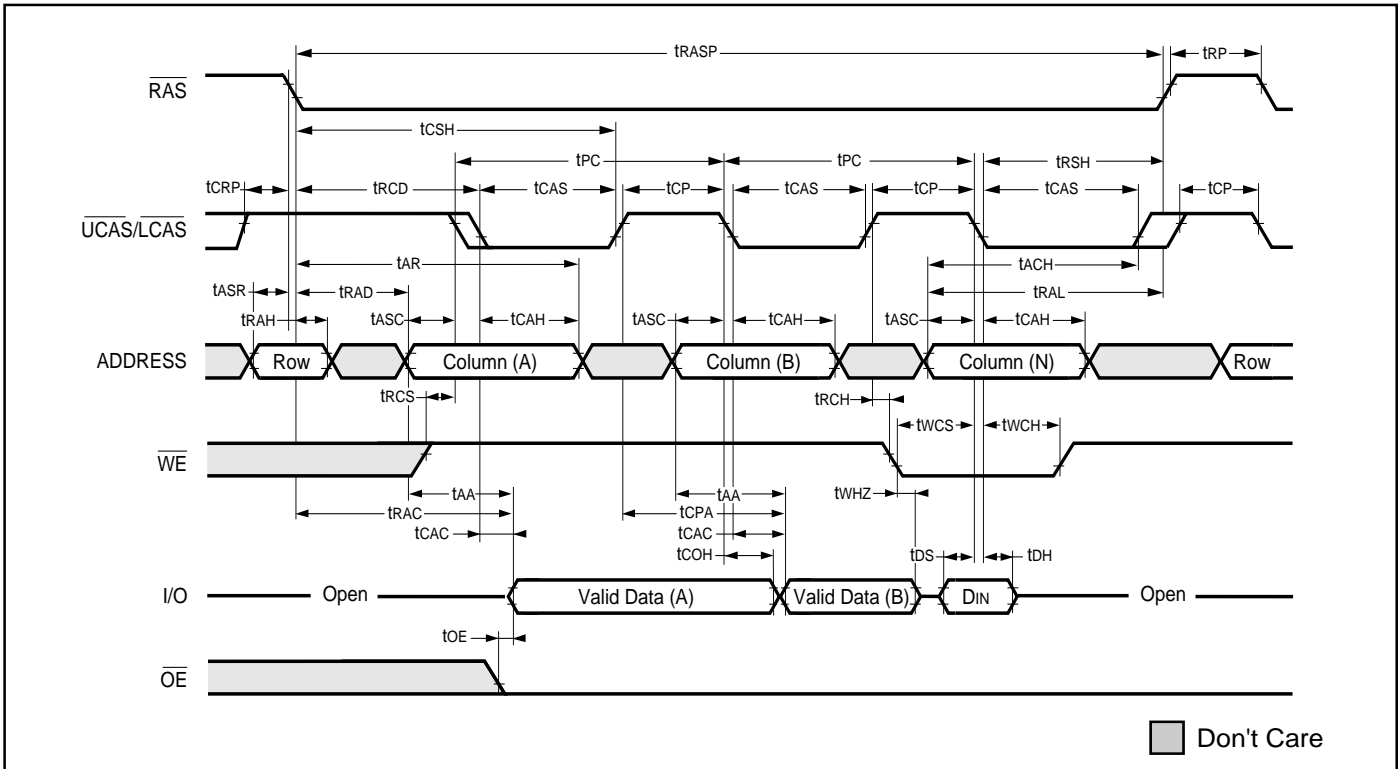 tRASP tRP
RAS
tCSH
tPC tPC tRSH
tCRP tRCD tCAS tCP tCAS tCP tCAS tCP
UCAS/LCAS
tAR tACH
tASR tRAD tRAL
tRAH tASC tCAH tASC tCAH tASC tCAH
ADDRESS Row Column (A) Column (B) Column (N) Row
tRCS tRCH
tWCS tWCH
WE
tAA tAA tWHZ
tRAC tCPA
tCAC tCAC
tCOH tDS tDH
I/O Open Valid Data (A) Valid Data (B) DIN Open
tOE
OE
Don't Care